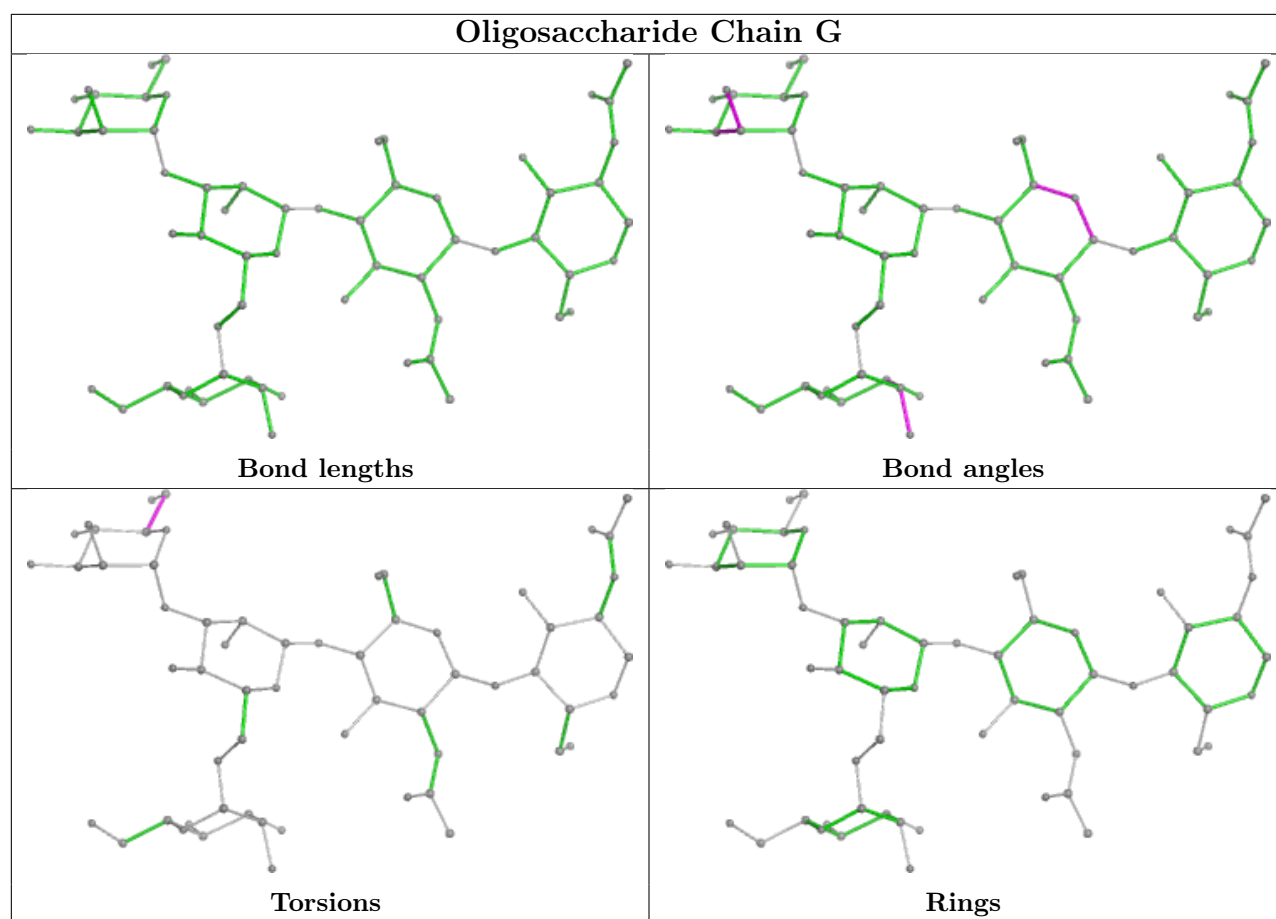 Oligosaccharide Chain G
Bond lengths
Bond angles
Torsions
Rings